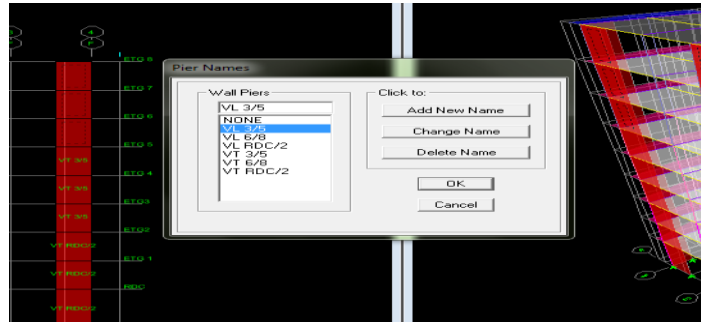 3
4
F
F
ETG 8
ETG 7
ETG 6
ETG 5
VT 3/5
ETG 4
VT 3/5
ETG3
VT 3/5
ETG2
VT RDC/2
ETG 1
VT RDC/2
RDC
VT RDC/2
Pier Names
Wall Piers
VL 3/5
NONE
VL 3/5
VL 6/8
VL RDC/2
VT 3/5
VT 6/8
VT RDC/2
Click to:
Add New Name
Change Name
Delete Name
OK
Cancel